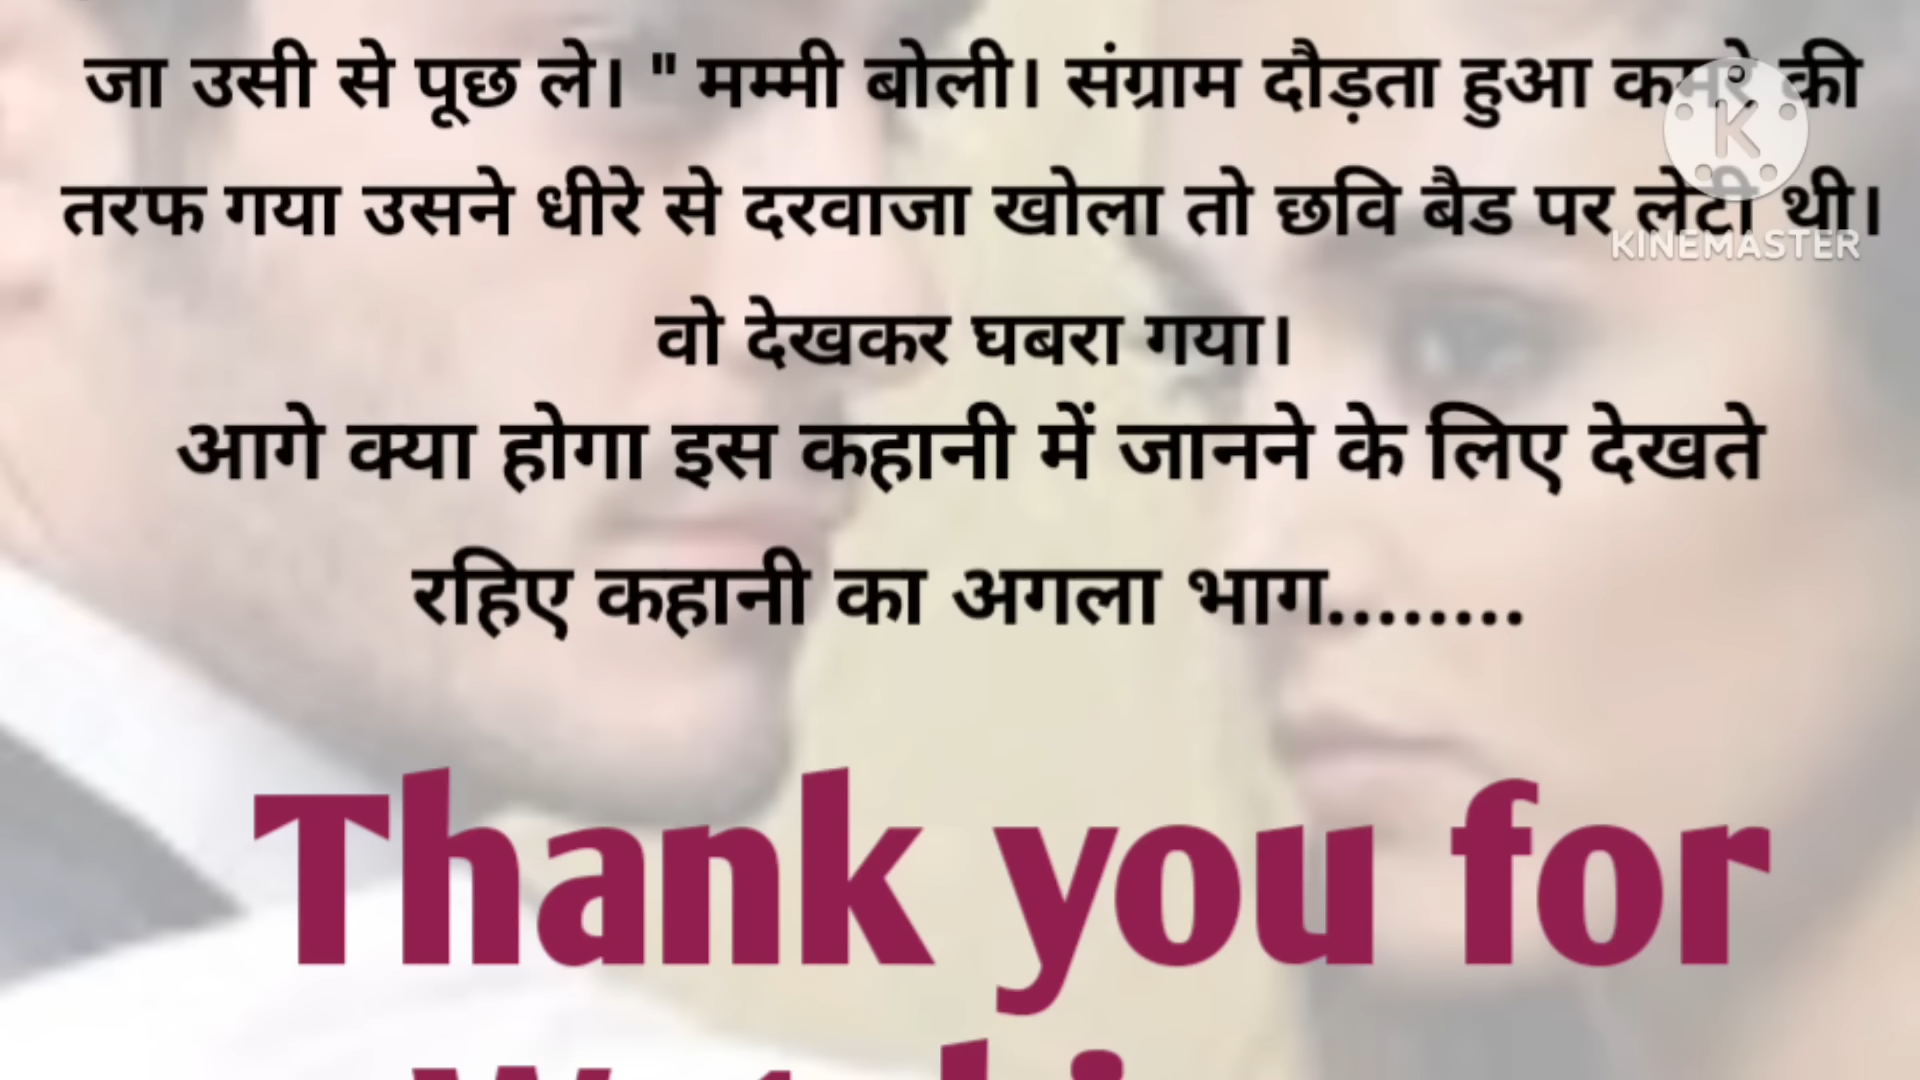 जा उसी से पूछ ले। " मम्मी बोली। संग्राम दौड़ता हुआ कमरे की
तरफ गया उसने धीरे से दरवाजा खोला तो छवि बैड पर लेटी थी।
KINEMASTER
वो देखकर घबरा गया।
आगे क्या होगा इस कहानी में जानने के लिए देखते
रहिए कहानी का अगला भाग........
Thank you for